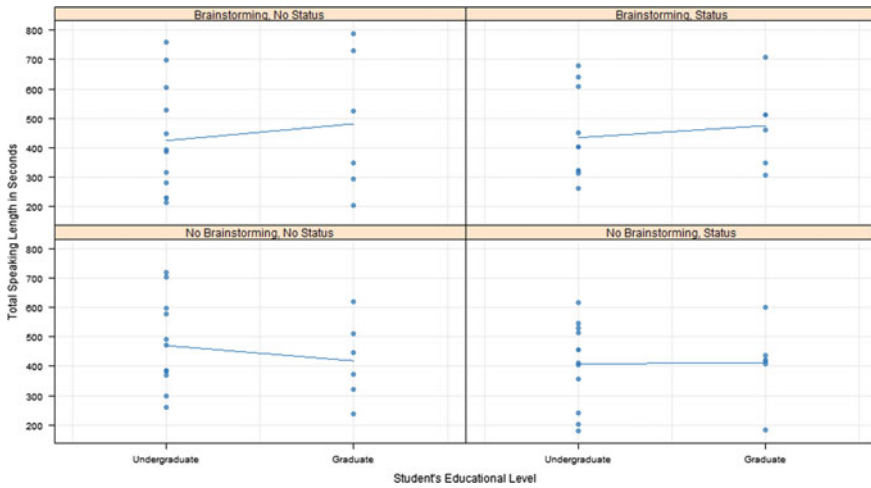 Brainstorming, No Status
Brainstorming, Status
800
700
600
500
400
300
200
No Brainstorming, No Status
No Brainstorming, Status
800
700
600
500
400
300
200
Total Speaking Length in Seconds
Undergraduate
Graduate
Undergraduate
Graduate
Student's Educational Level